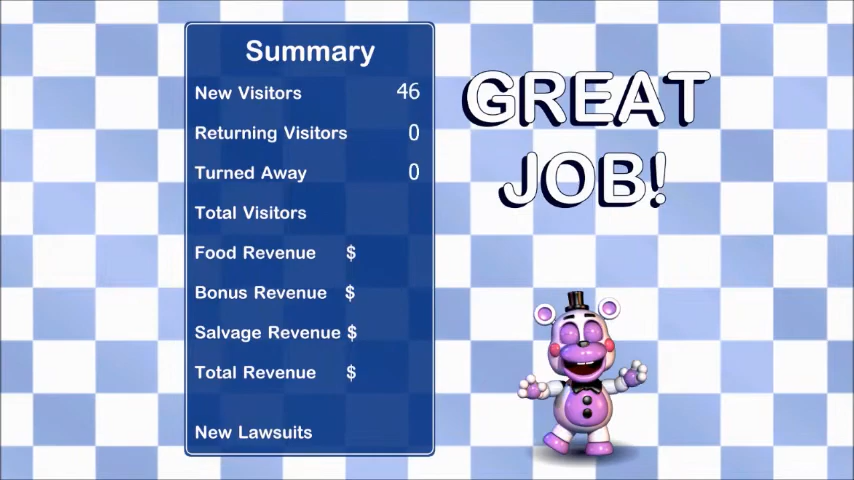 Summary
New Visitors 46
Returning Visitors 0
Turned Away 0
Total Visitors
Food Revenue $
Bonus Revenue $
Salvage Revenue $
Total Revenue $
New Lawsuits
GREAT
JOB!